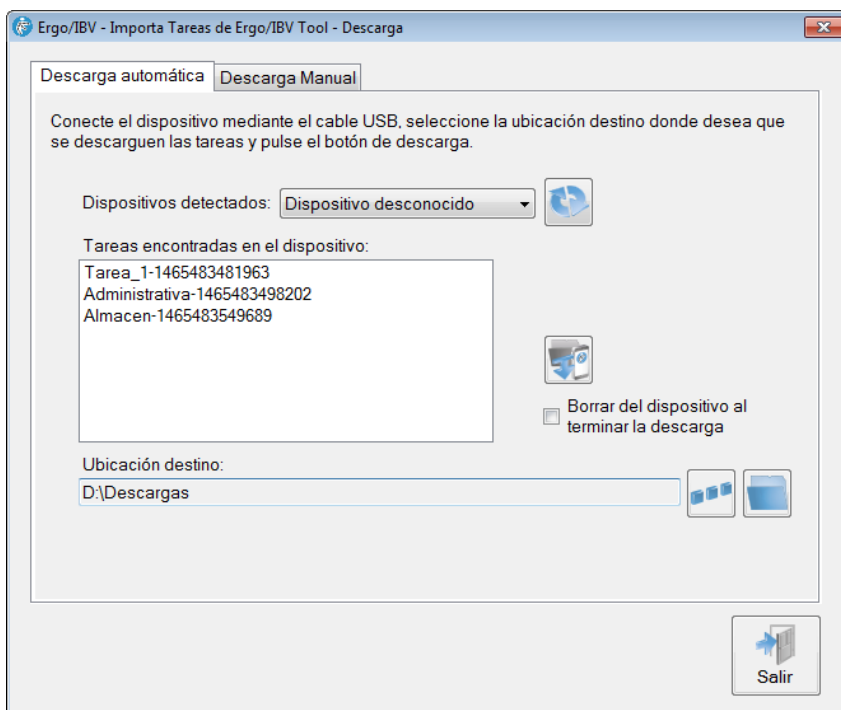 Ergo/IBV - Importa Tareas de Ergo/IBV Tool - Descarga
Descarga automática
Descarga Manual
Conecte el dispositivo mediante el cable USB, seleccione la ubicación destino donde desea que
se descarguen las tareas y pulse el botón de descarga.
Dispositivos detectados:
Dispositivo desconocido
Tareas encontradas en el dispositivo:
Tarea_1-1465483481963
Administrativa-1465483498202
Almacen-1465483549689
Borrar del dispositivo al
terminar la descarga
Ubicación destino:
D:\Descargas
Salir